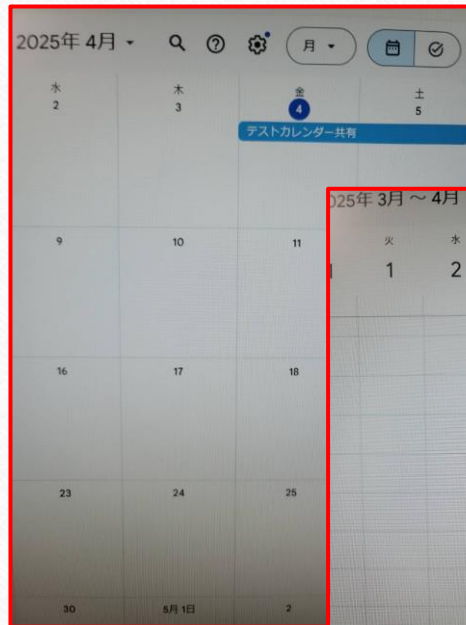 2025年 4月
月
水 木 金 土
2 3 4 5
テストカレンダー共有
9 10 11
16 17 18
23 24 25
30 5月 1日 2
2025年 3月 ～ 4月
火 水
1 2